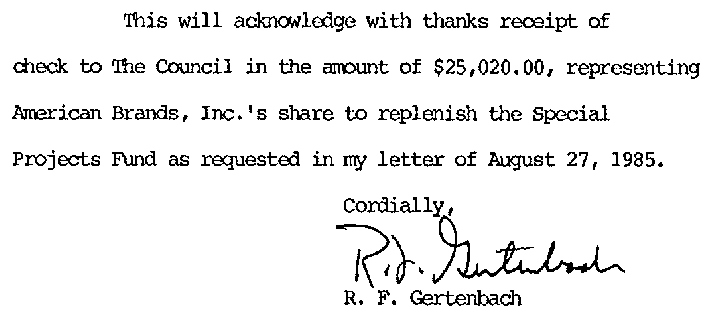 This will acknowledge with thanks receipt of
check to The Council in the amount of $25,020.00, representing
American Brands, Inc.'s share to replenish the Special
Projects Fund as requested in my letter of August 27, 1985.
Cordially,
R. F. Gertenbach
R. F. Gertenbach